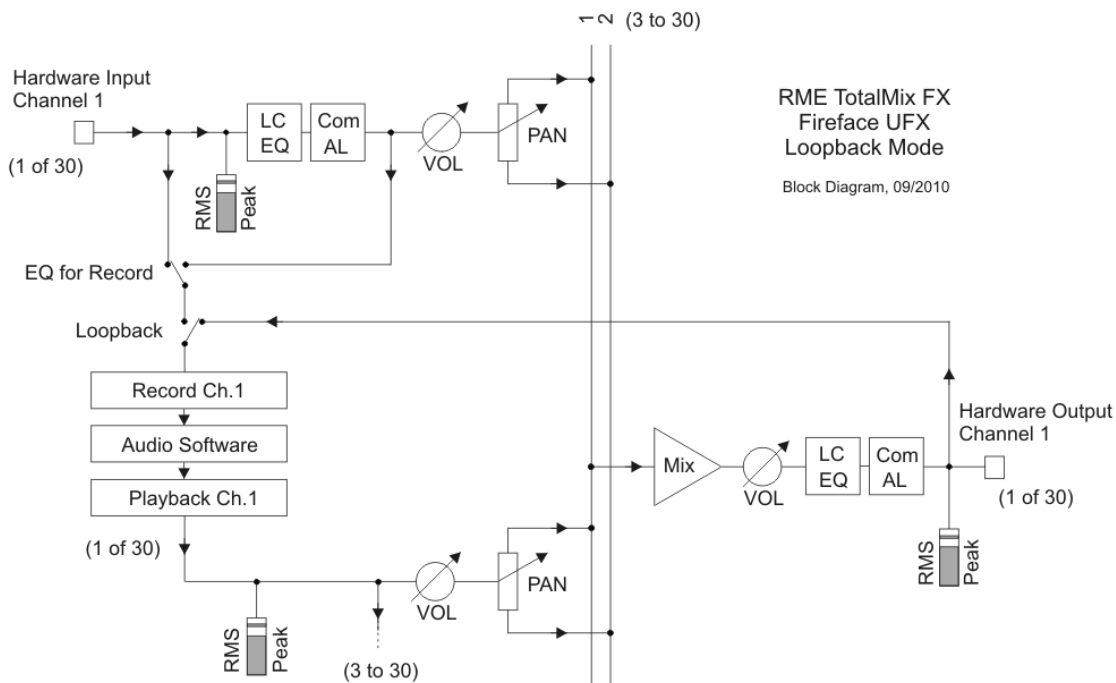 1
2
(3 to 30)
Hardware Input
Channel 1
(1 of 30)
LC
EQ
Com
AL
VOL
PAN
RMS
Peak
RME TotalMix FX
Fireface UFX
Loopback Mode
Block Diagram, 09/2010
EQ for Record
Loopback
Record Ch.1
Audio Software
Playback Ch.1
(1 of 30)
VOL
PAN
RMS
Peak
(3 to 30)
Mix
VOL
LC
EQ
Com
AL
Hardware Output
Channel 1
(1 of 30)
RMS
Peak